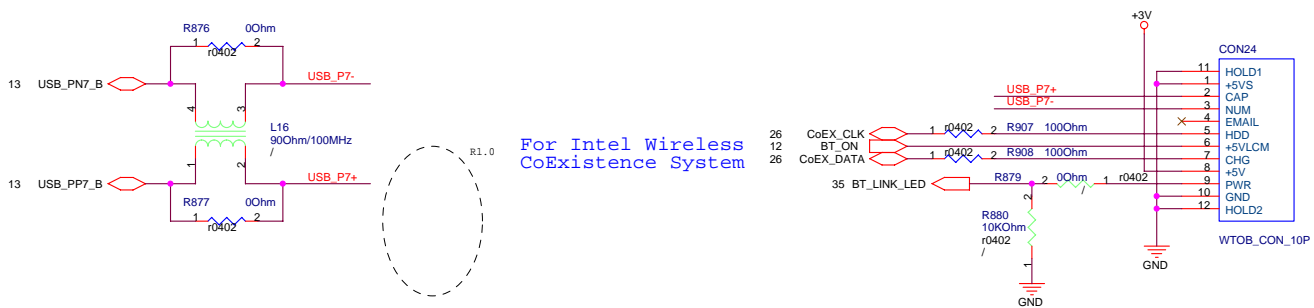 R876 0Ohm
1 2
r0402
13 USB_PN7_B USB_P7-
4 3
L16
90Ohm/100MHz
/
1 2
13 USB_PP7_B USB_P7+
R877 0Ohm
1 2
r0402
R1.0
For Intel Wireless
CoExistence System
+3V
CON24
11 HOLD1
1 +5VS
USB_P7+ 2 CAP
USB_P7- 3 NUM
4 EMAIL
26 CoEX_CLK 1 r0402 2 R907 100Ohm 5 HDD
12 BT_ON 6 +5VLCM
26 CoEX_DATA 1 r0402 2 R908 100Ohm 7 CHG
8 +5V
35 BT_LINK_LED R879 2 0Ohm 1 r0402 9 PWR
/
10 GND
12 HOLD2
2
R880
10KOhm
r0402
/
1
GND
WTOB_CON_10P
GND